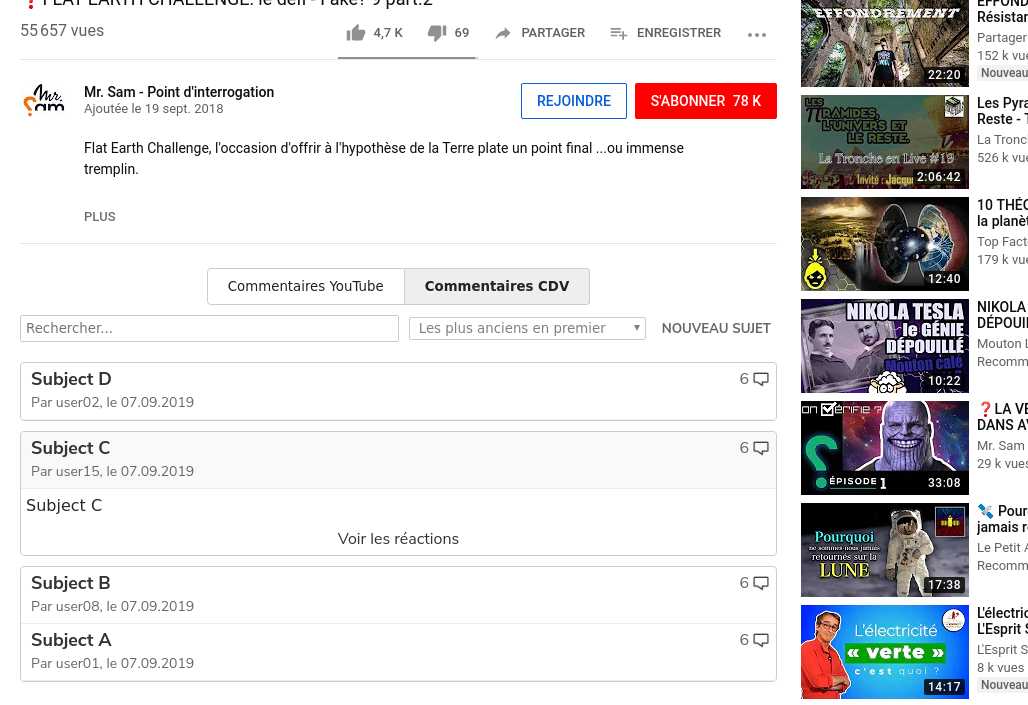 ❓FLAT EARTH CHALLENGE: le défi - Fake? 9 part.2
55 657 vues
4,7 K
69
PARTAGER
ENREGISTRER
Mr. Sam
Mr. Sam - Point d'interrogation
Ajoutée le 19 sept. 2018
REJOINDRE
S'ABONNER 78 K
Flat Earth Challenge, l'occasion d'offrir à l'hypothèse de la Terre plate un point final ...ou immense
tremplin.
PLUS
Commentaires YouTube
Commentaires CDV
Rechercher...
Les plus anciens en premier
NOUVEAU SUJET
Subject D
6
Par user02, le 07.09.2019
Subject C
6
Par user15, le 07.09.2019
Subject C
Voir les réactions
Subject B
6
Par user08, le 07.09.2019
Subject A
6
Par user01, le 07.09.2019
EFFONDREMENT
22:20
EFFOND
Résistan
Partager
152 k vue
Nouveau
LES
PYRAMIDES,
L'UNIVERS ET
LE RESTE.
La Tronche en Live #19
Invité : Jacqu
2:06:42
Les Pyra
Reste - T
La Tronc
526 k vue
12:40
10 THÉO
la planèt
Top Fact
179 k vue
NIKOLA TESLA
le GÉNIE
DÉPOUILLÉ
Mouton café
10:22
NIKOLA
DÉPOUIL
Mouton L
Recomm
on vérifie ?
ÉPISODE 1
33:08
❓LA VÉ
DANS AV
Mr. Sam
29 k vues
Pourquoi
ne sommes-nous jamais
retournés sur la
LUNE
17:38
Pour
jamais re
Le Petit A
Recomm
L'électricité
« verte »
c'est quoi ?
14:17
L'électric
L'Esprit S
L'Esprit S
8 k vues
Nouveau